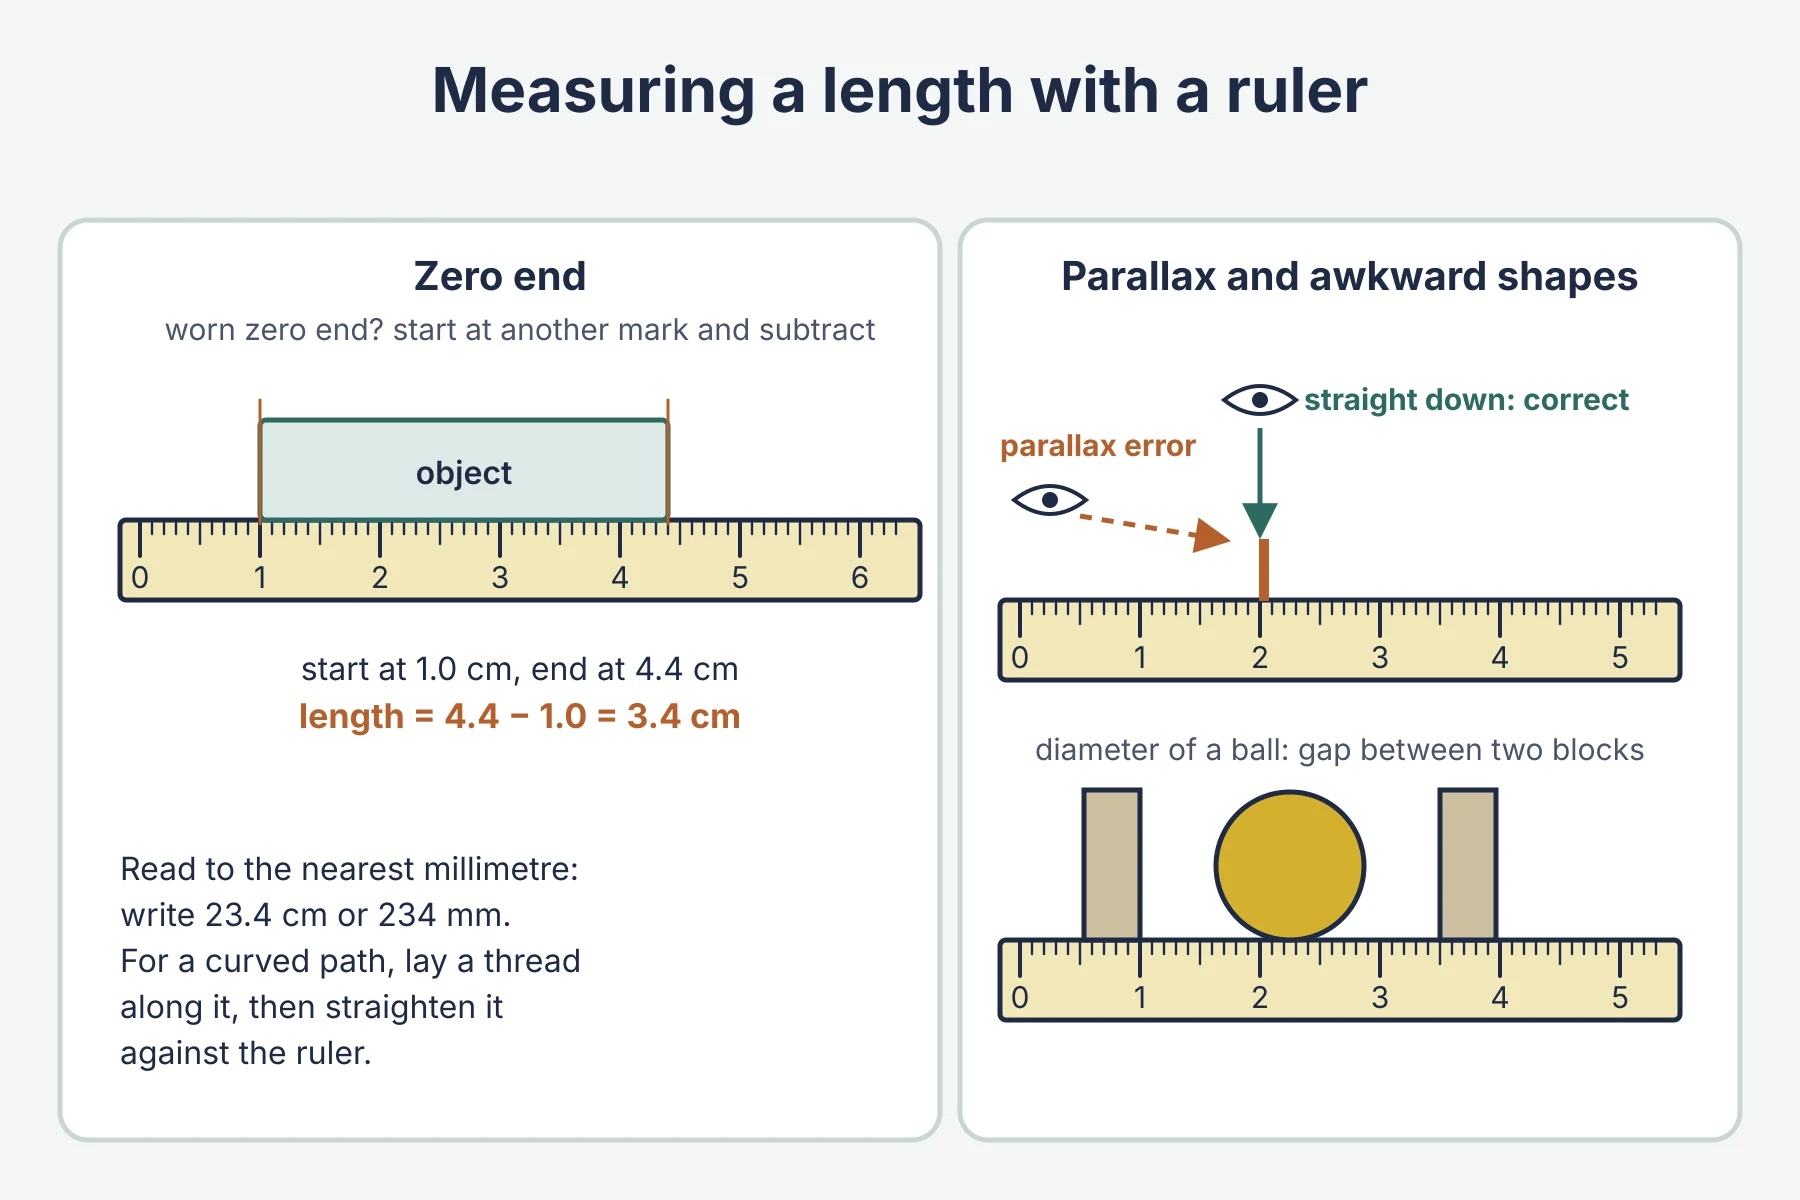 Measuring a length with a ruler
Zero end
worn zero end? start at another mark and subtract
object
0 1 2 3 4 5 6
start at 1.0 cm, end at 4.4 cm
length = 4.4 − 1.0 = 3.4 cm
Read to the nearest millimetre:
write 23.4 cm or 234 mm.
For a curved path, lay a thread
along it, then straighten it
against the ruler.
Parallax and awkward shapes
straight down: correct
parallax error
0 1 2 3 4 5
diameter of a ball: gap between two blocks
0 1 2 3 4 5